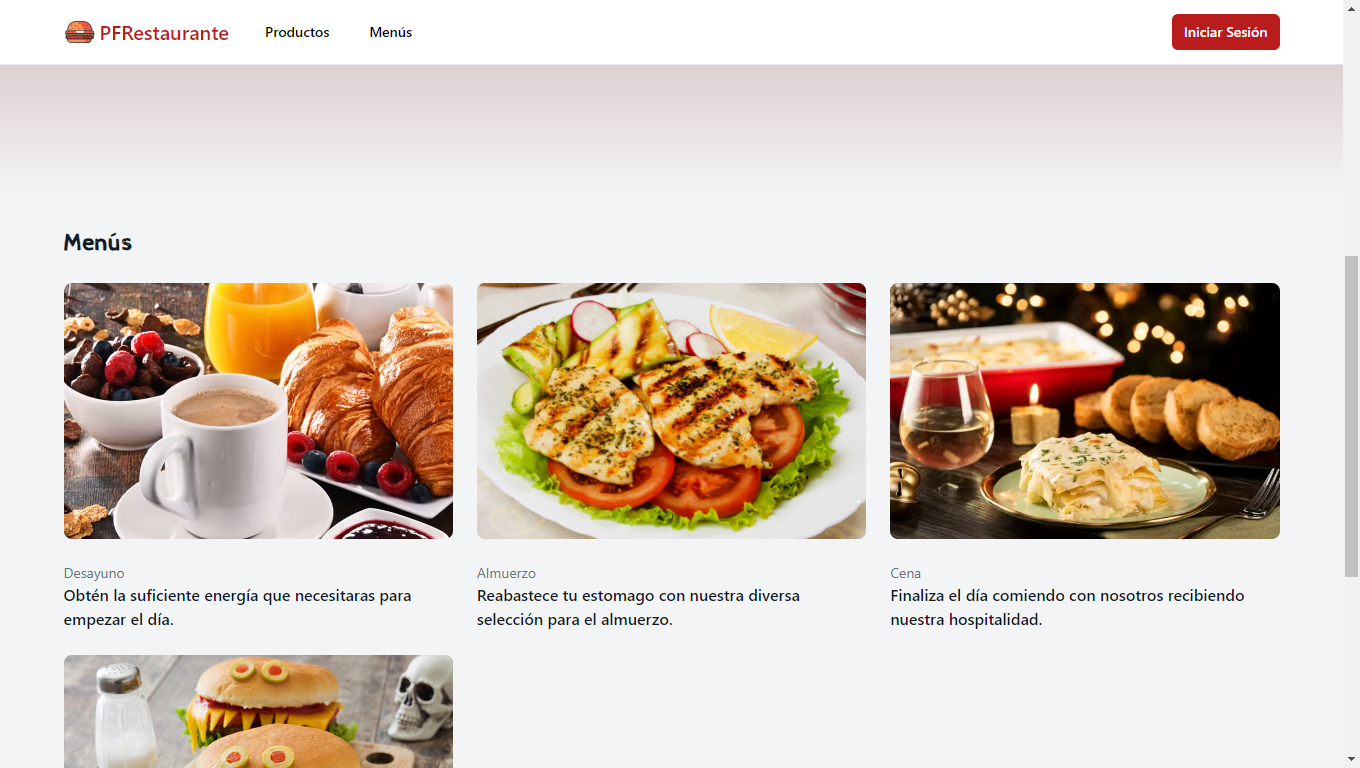 PFRestaurante
Productos
Menús
Iniciar Sesión
Menús
Desayuno
Obtén la suficiente energía que necesitaras para
empezar el día.
Almuerzo
Reabastece tu estomago con nuestra diversa
selección para el almuerzo.
Cena
Finaliza el día comiendo con nosotros recibiendo
nuestra hospitalidad.